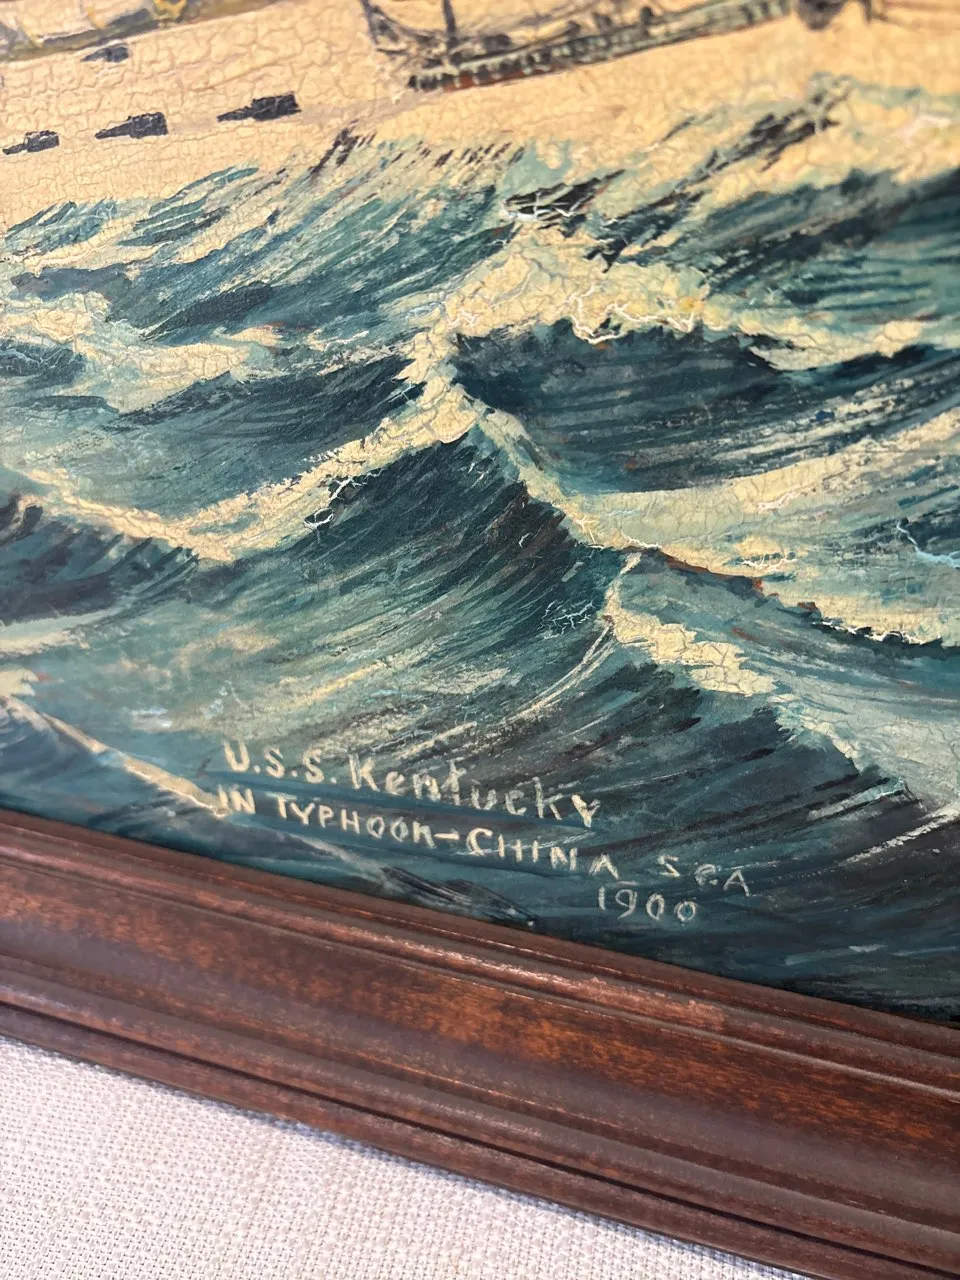 U.S.S. Kentucky
IN TYPHOON-CHINA SEA
1900